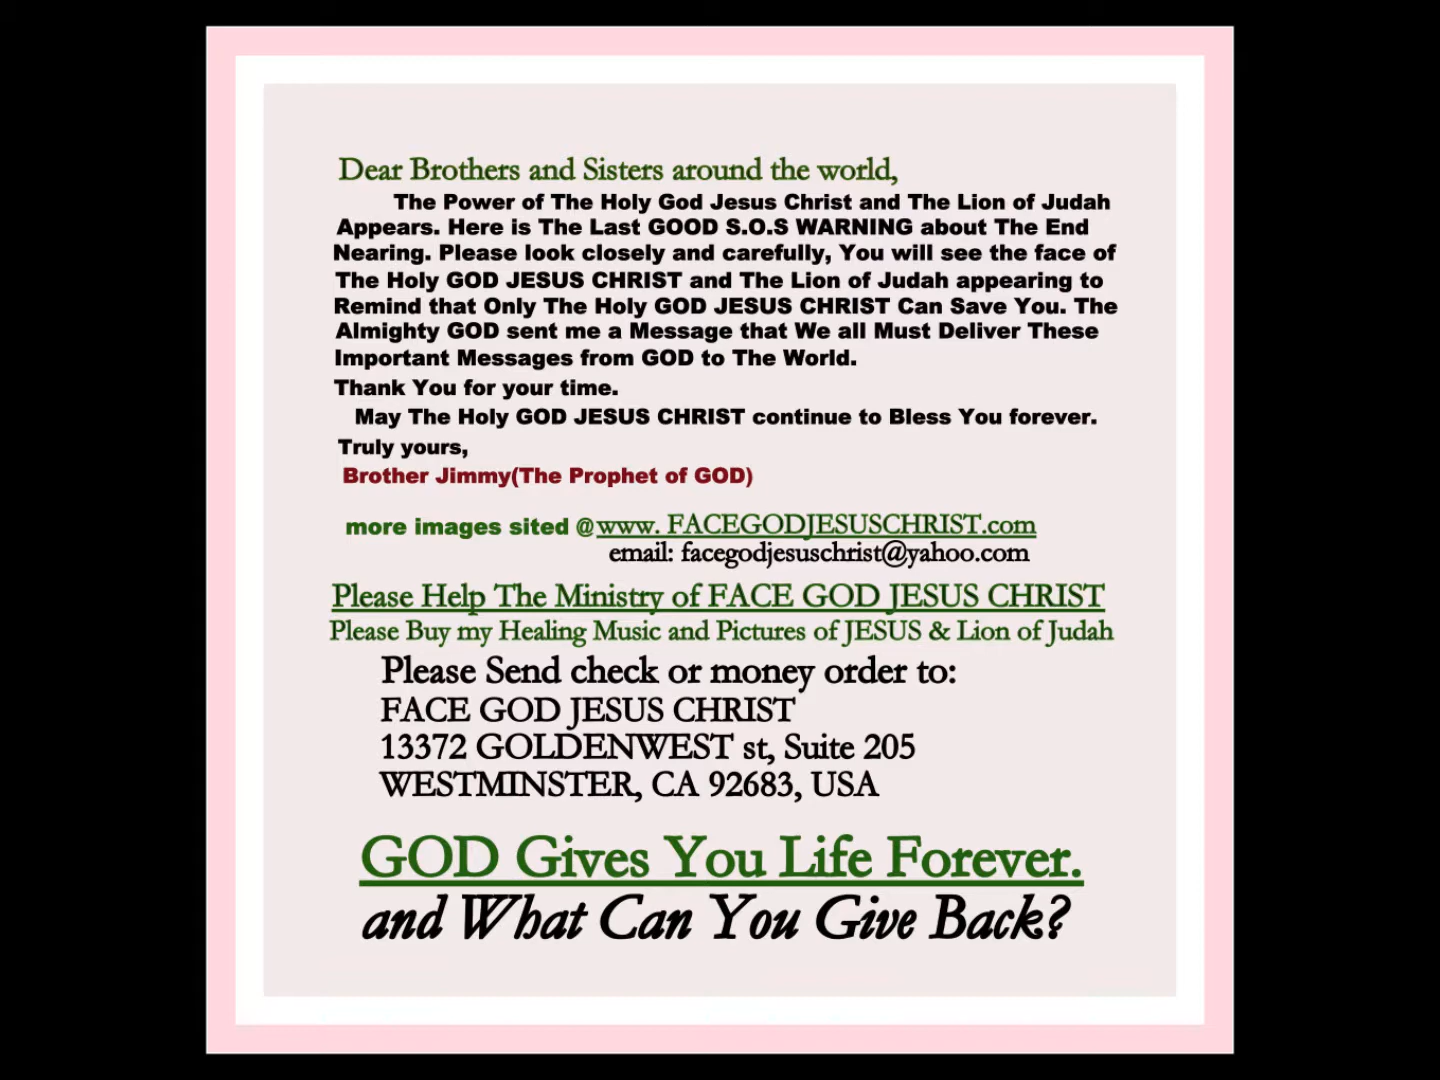 Dear Brothers and Sisters around the world,
The Power of The Holy God Jesus Christ and The Lion of Judah
Appears. Here is The Last GOOD S.O.S WARNING about The End
Nearing. Please look closely and carefully, You will see the face of
The Holy GOD JESUS CHRIST and The Lion of Judah appearing to
Remind that Only The Holy GOD JESUS CHRIST Can Save You. The
Almighty GOD sent me a Message that We all Must Deliver These
Important Messages from GOD to The World.
Thank You for your time.
May The Holy GOD JESUS CHRIST continue to Bless You forever.
Truly yours,
Brother Jimmy(The Prophet of GOD)
more images sited @www. FACEGODJESUSCHRIST.com
email: facegodjesuschrist@yahoo.com
Please Help The Ministry of FACE GOD JESUS CHRIST
Please Buy my Healing Music and Pictures of JESUS & Lion of Judah
Please Send check or money order to:
FACE GOD JESUS CHRIST
13372 GOLDENWEST st, Suite 205
WESTMINSTER, CA 92683, USA
GOD Gives You Life Forever.
and What Can You Give Back?